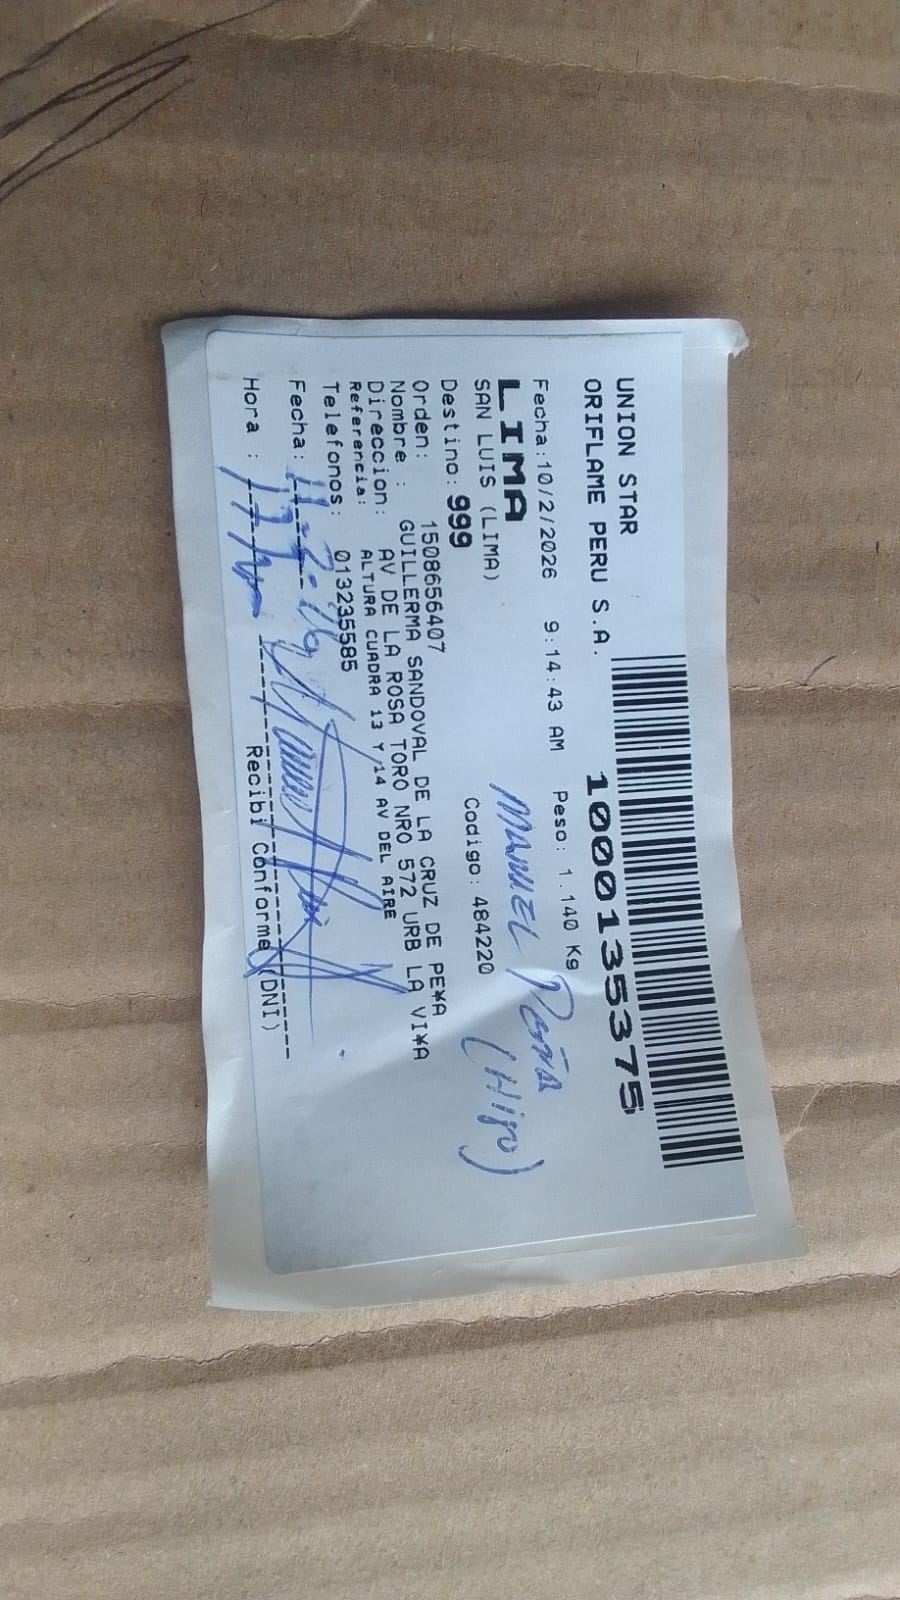 UNION STAR
ORIFLAME PERU S.A. 10001353375
Fecha:10/2/2026 9:14:43 AM Peso: 1.140 Kg
LIMA
Manuel Peña
SAN LUIS (LIMA)
(Hijo)
Destino: 999 Codigo: 484220
Orden: 1508656407
Nombre : GUILLERMA SANDOVAL DE LA CRUZ DE PE*A
Direccion: AV DE LA ROSA TORO NRO 572 URB LA VI*A
Referencia: ALTURA CUADRA 13 Y 14 AV DEL AIRE
Telefonos: 013235585
Fecha:
Hora :
Recibi Conforme (DNI)